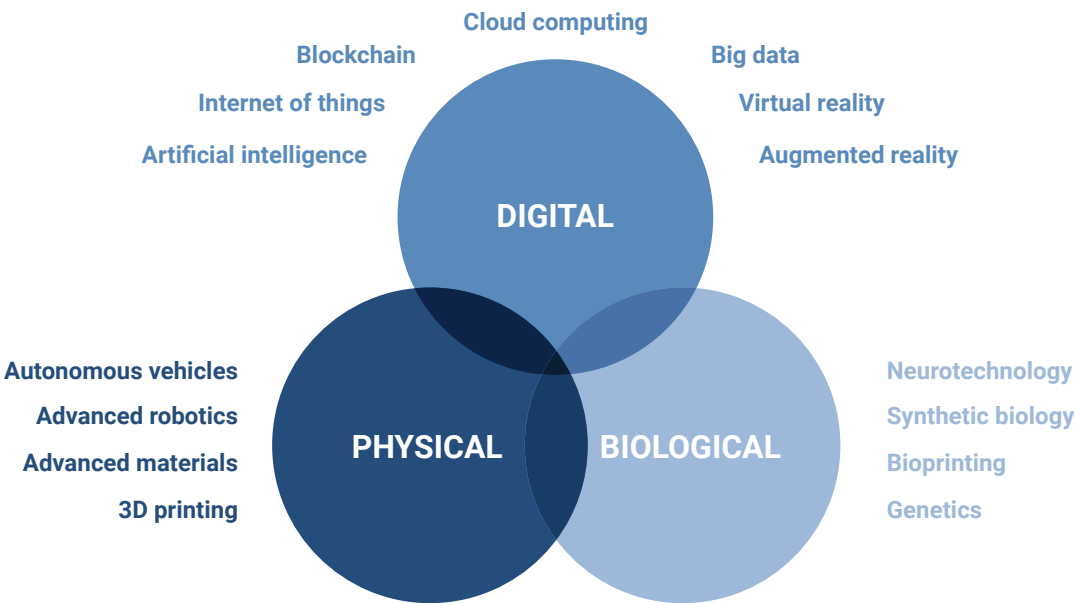 Cloud computing
Blockchain
Big data
Internet of things
Virtual reality
Artificial intelligence
Augmented reality
DIGITAL
Autonomous vehicles
Advanced robotics
Advanced materials
3D printing
PHYSICAL
BIOLOGICAL
Neurotechnology
Synthetic biology
Bioprinting
Genetics